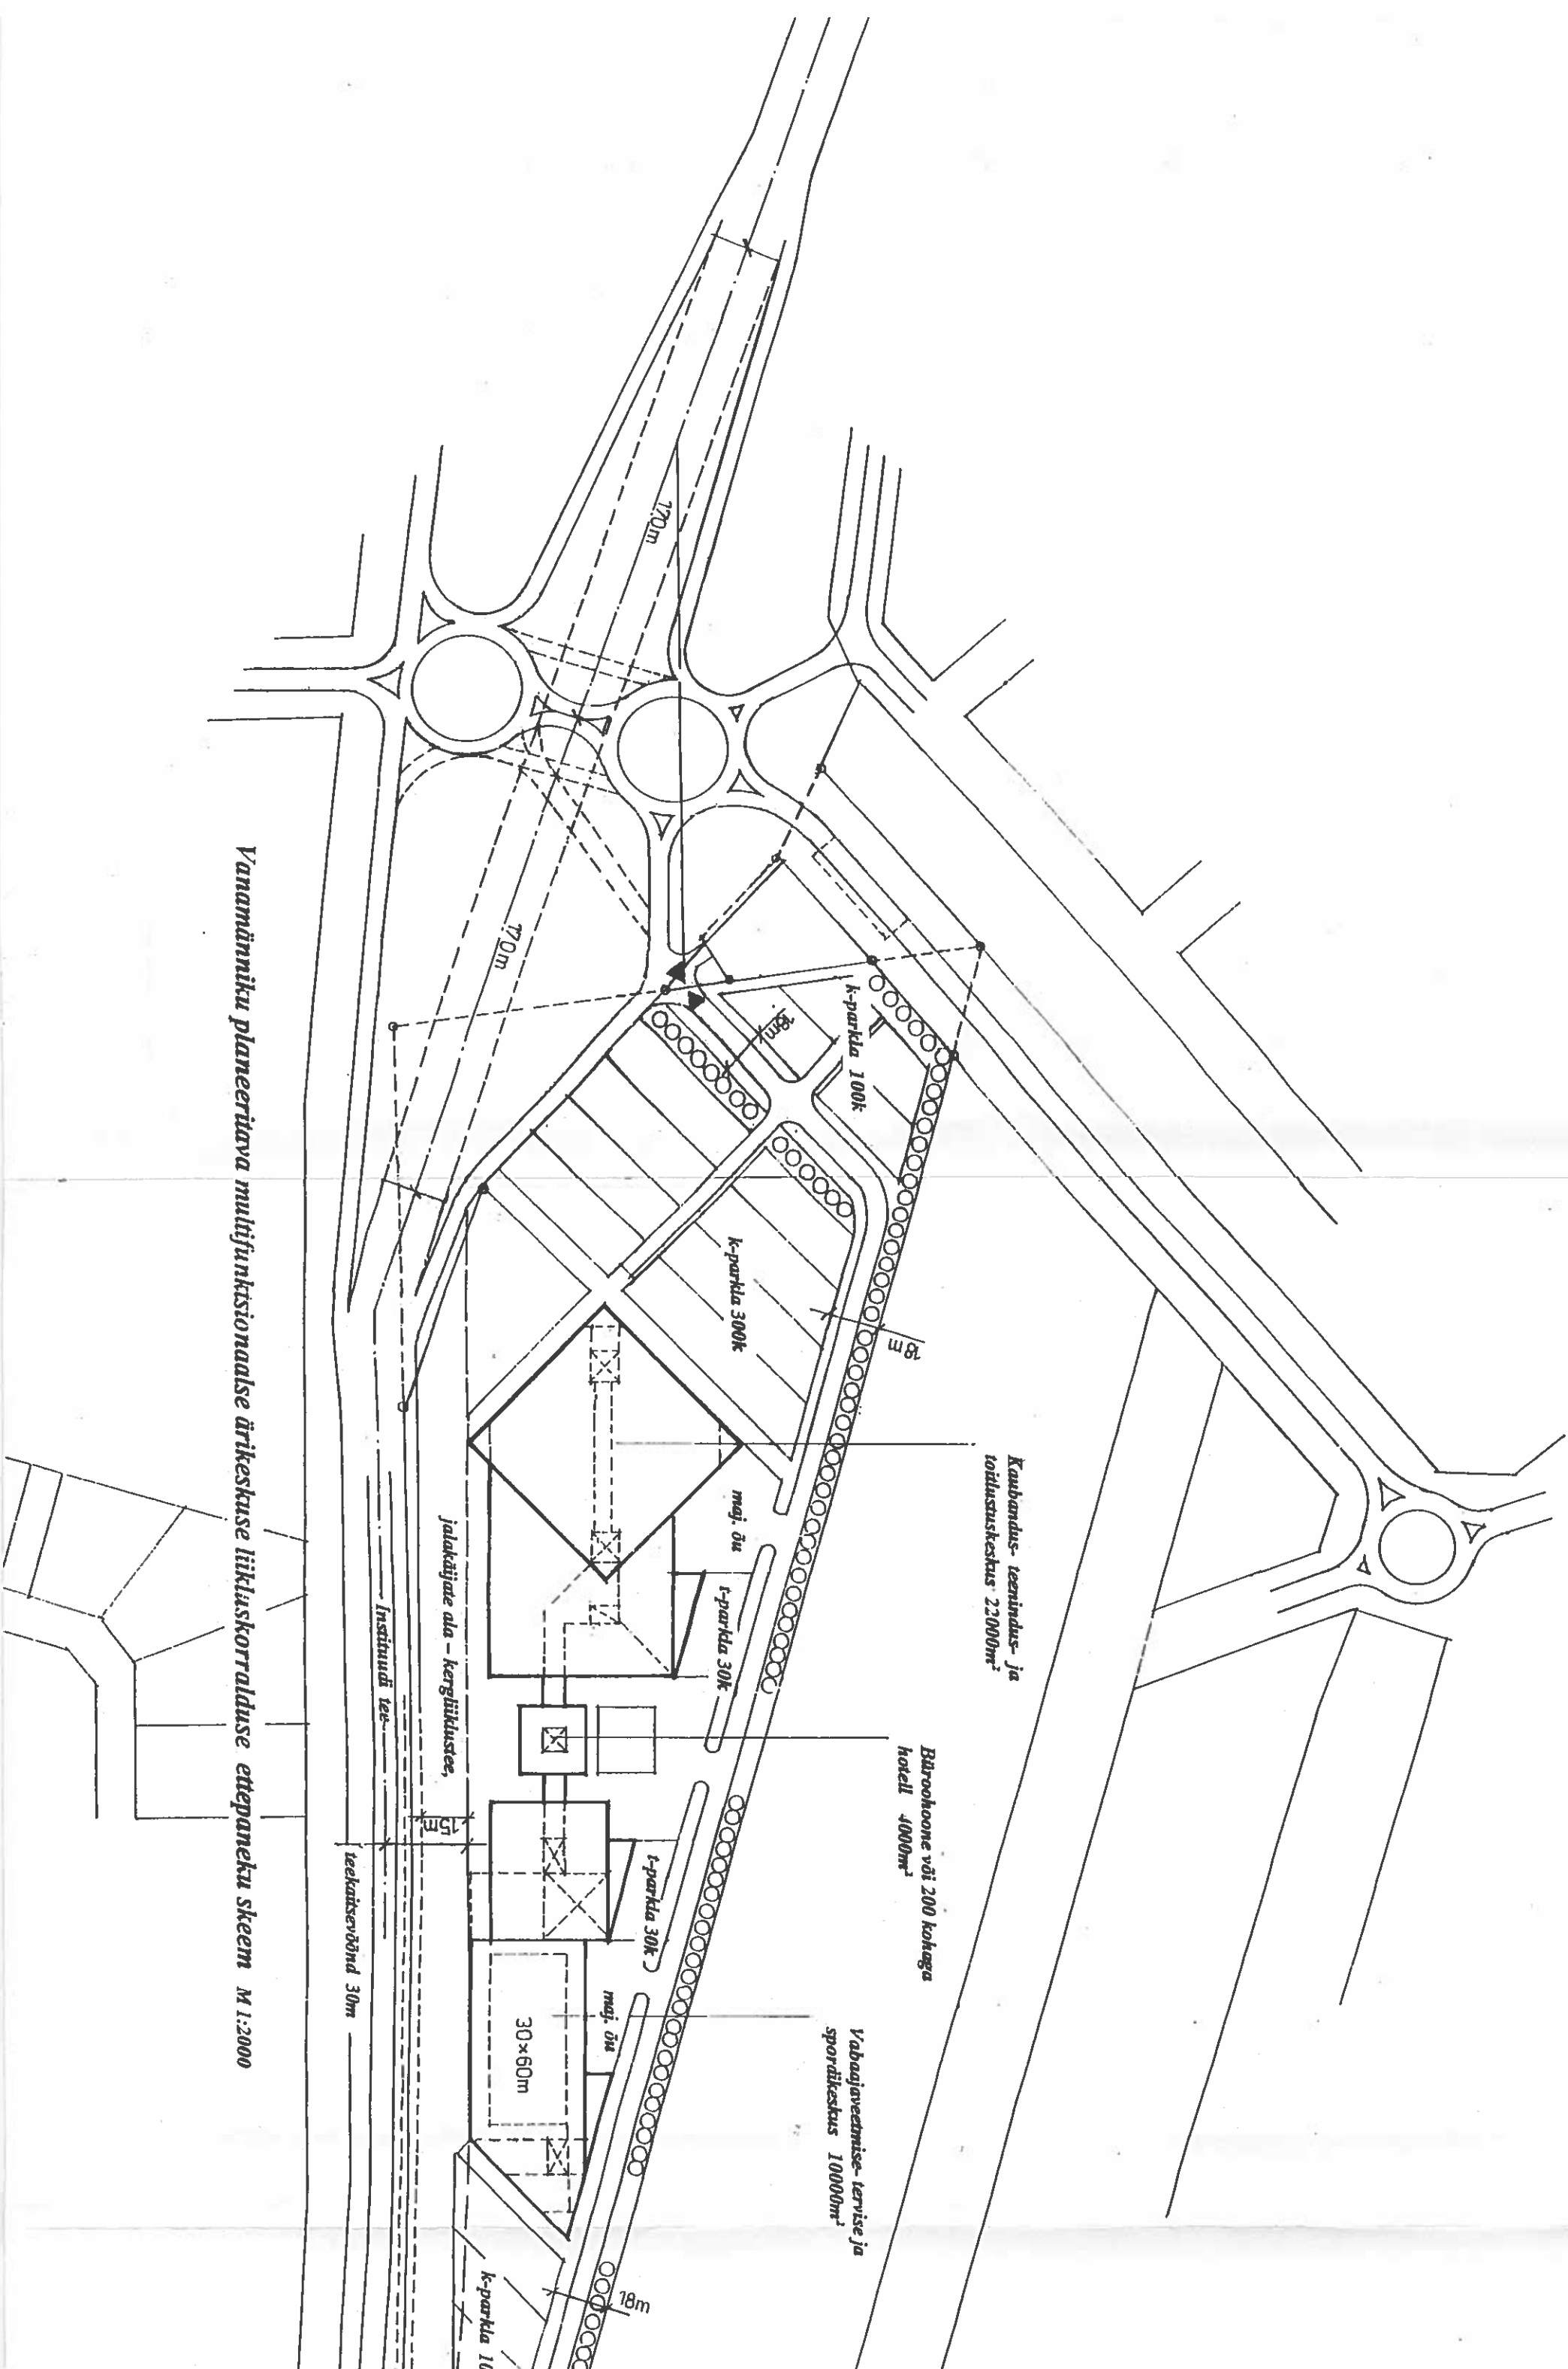 Vanamänniku planeeritava multifunktsionaalse ärikeskuse liikluskorralduse ettepaneku skeem M 1:2000
170m
170m
18m
k-parkla 100k
k-parkla 300k
18m
Kaubandus- teenindus- ja
toitlustuskeskus 22000m²
maj. õu
t-parkla 30k
Büroohoone või 200 kohaga
hotell 4000m²
t-parkla 30k
maj. õu
Vabaajaveetmise- tervise ja
spordikeskus 10000m²
30×60m
jalakäijate ala - kergliiklustee,
Instituudi tee
15m
teekaitsevöönd 30m
18m
k-parkla 10